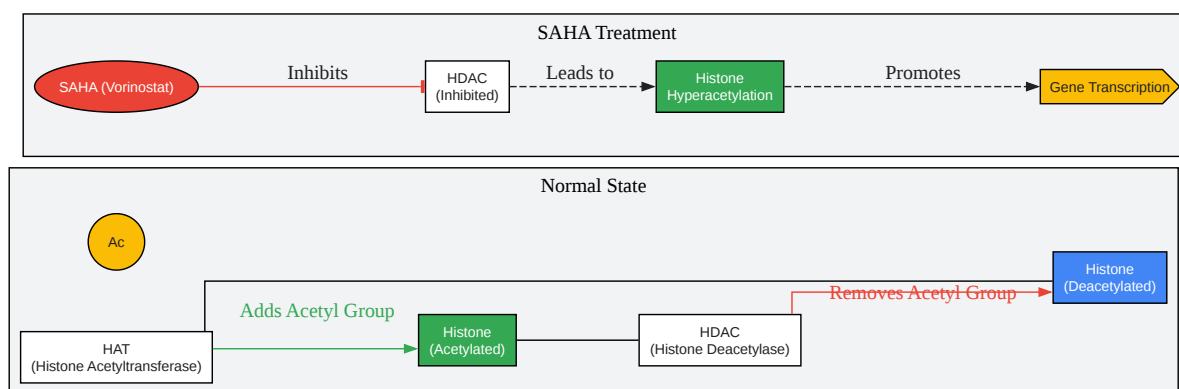 SAHA Treatment
SAHA (Vorinostat)
Inhibits
HDAC
(Inhibited)
Leads to
Histone
Hyperacetylation
Promotes
Gene Transcription
Normal State
Ac
HAT
(Histone Acetyltransferase)
Adds Acetyl Group
Histone
(Acetylated)
HDAC
(Histone Deacetylase)
Removes Acetyl Group
Histone
(Deacetylated)